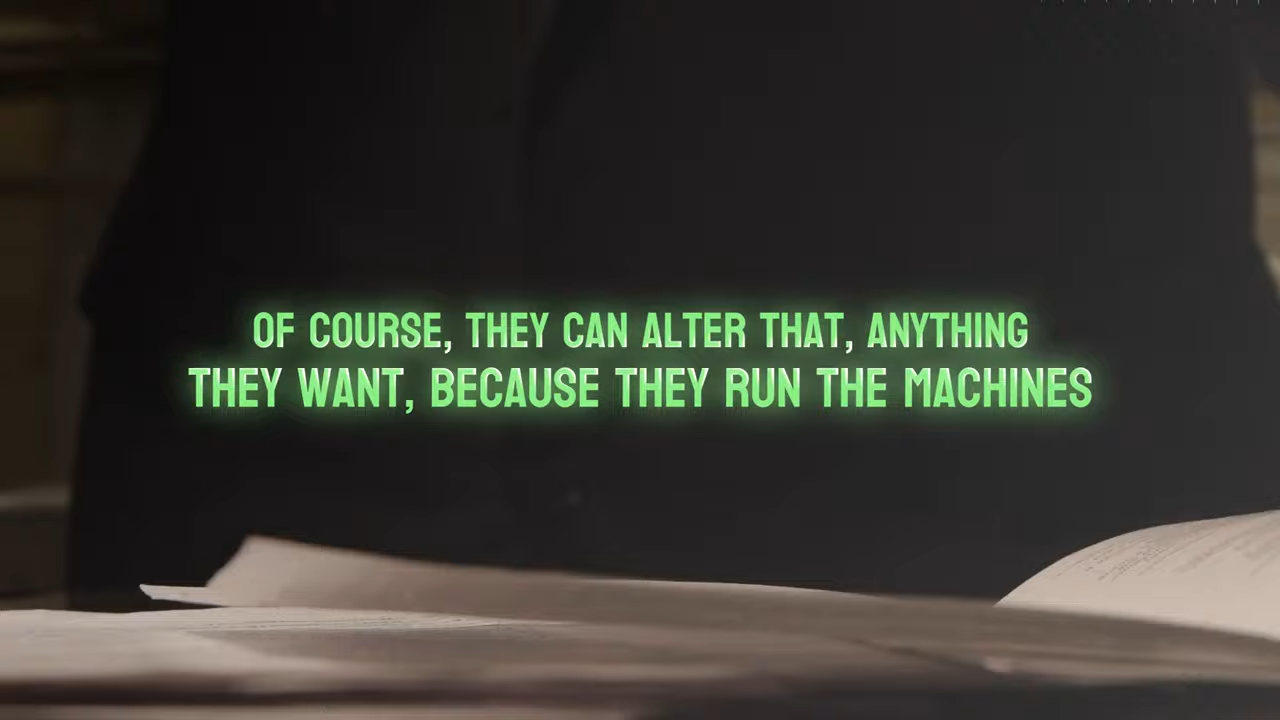 OF COURSE, THEY CAN ALTER THAT, ANYTHING
THEY WANT, BECAUSE THEY RUN THE MACHINES